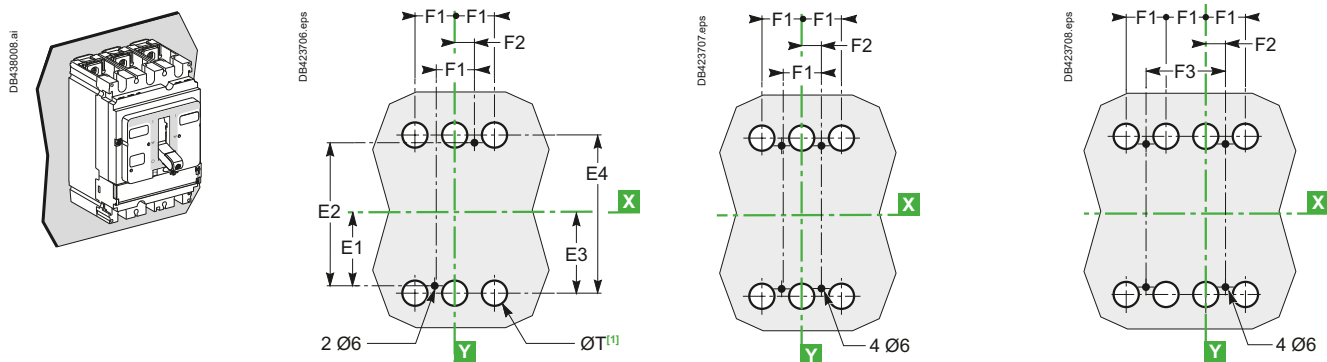 DB438008.ai
DB423706.eps
F1 F1
F2
F1
E4
E2
X
E1
E3
2 Ø6
Y
ØT[1]
DB423707.eps
F1 F1
F2
F1
X
Y
4 Ø6
DB423708.eps
F1 F1 F1
F2
F3
X
Y
4 Ø6